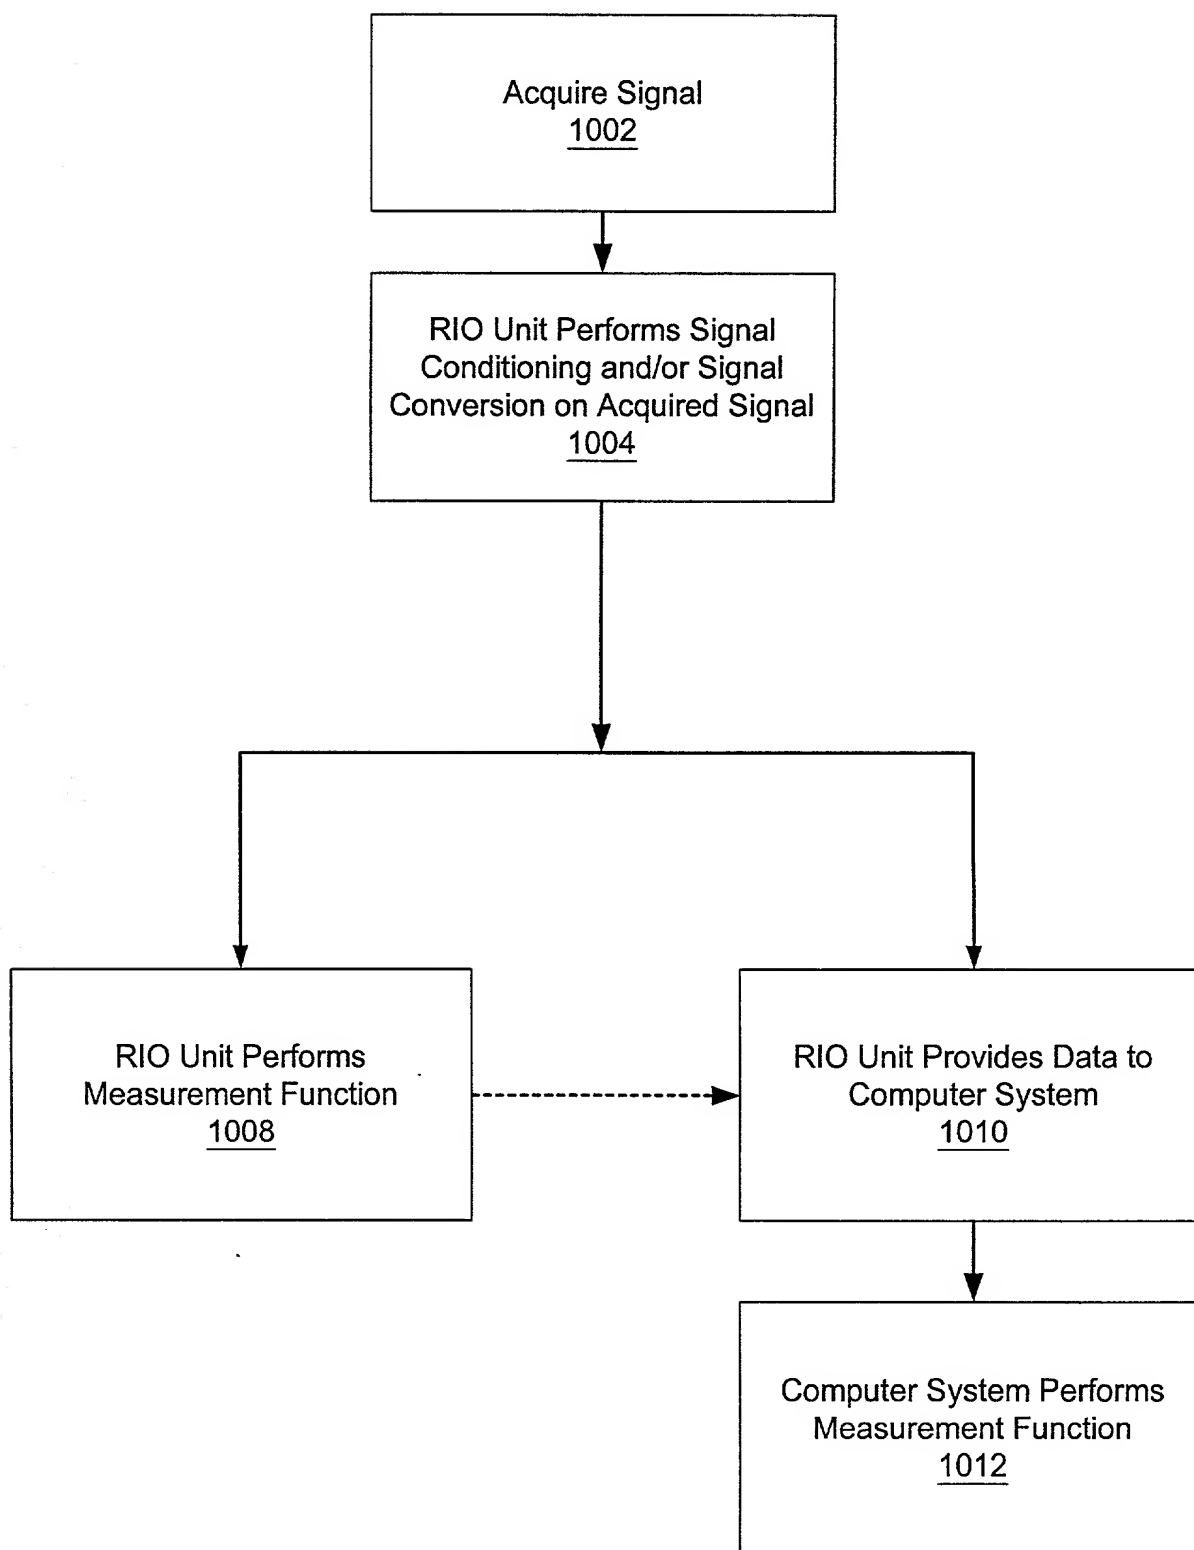 Acquire Signal
1002
RIO Unit Performs Signal
Conditioning and/or Signal
Conversion on Acquired Signal
1004
RIO Unit Performs
Measurement Function
1008
RIO Unit Provides Data to
Computer System
1010
Computer System Performs
Measurement Function
1012